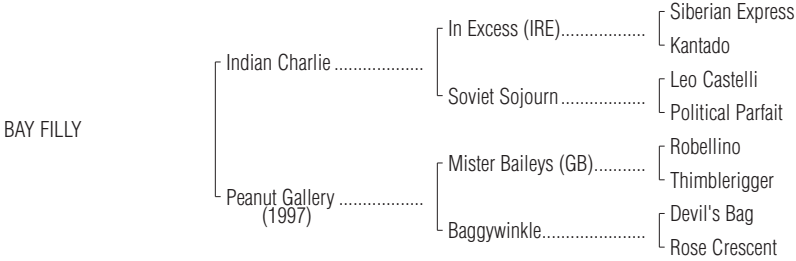 Siberian Express
In Excess (IRE)...................
Kantado
Indian Charlie ...................
Leo Castelli
Soviet Sojourn...................
Political Parfait
BAY FILLY
Robellino
Mister Baileys (GB)...........
Thimblerigger
Peanut Gallery ..................
(1997)
Devil's Bag
Baggywinkle......................
Rose Crescent